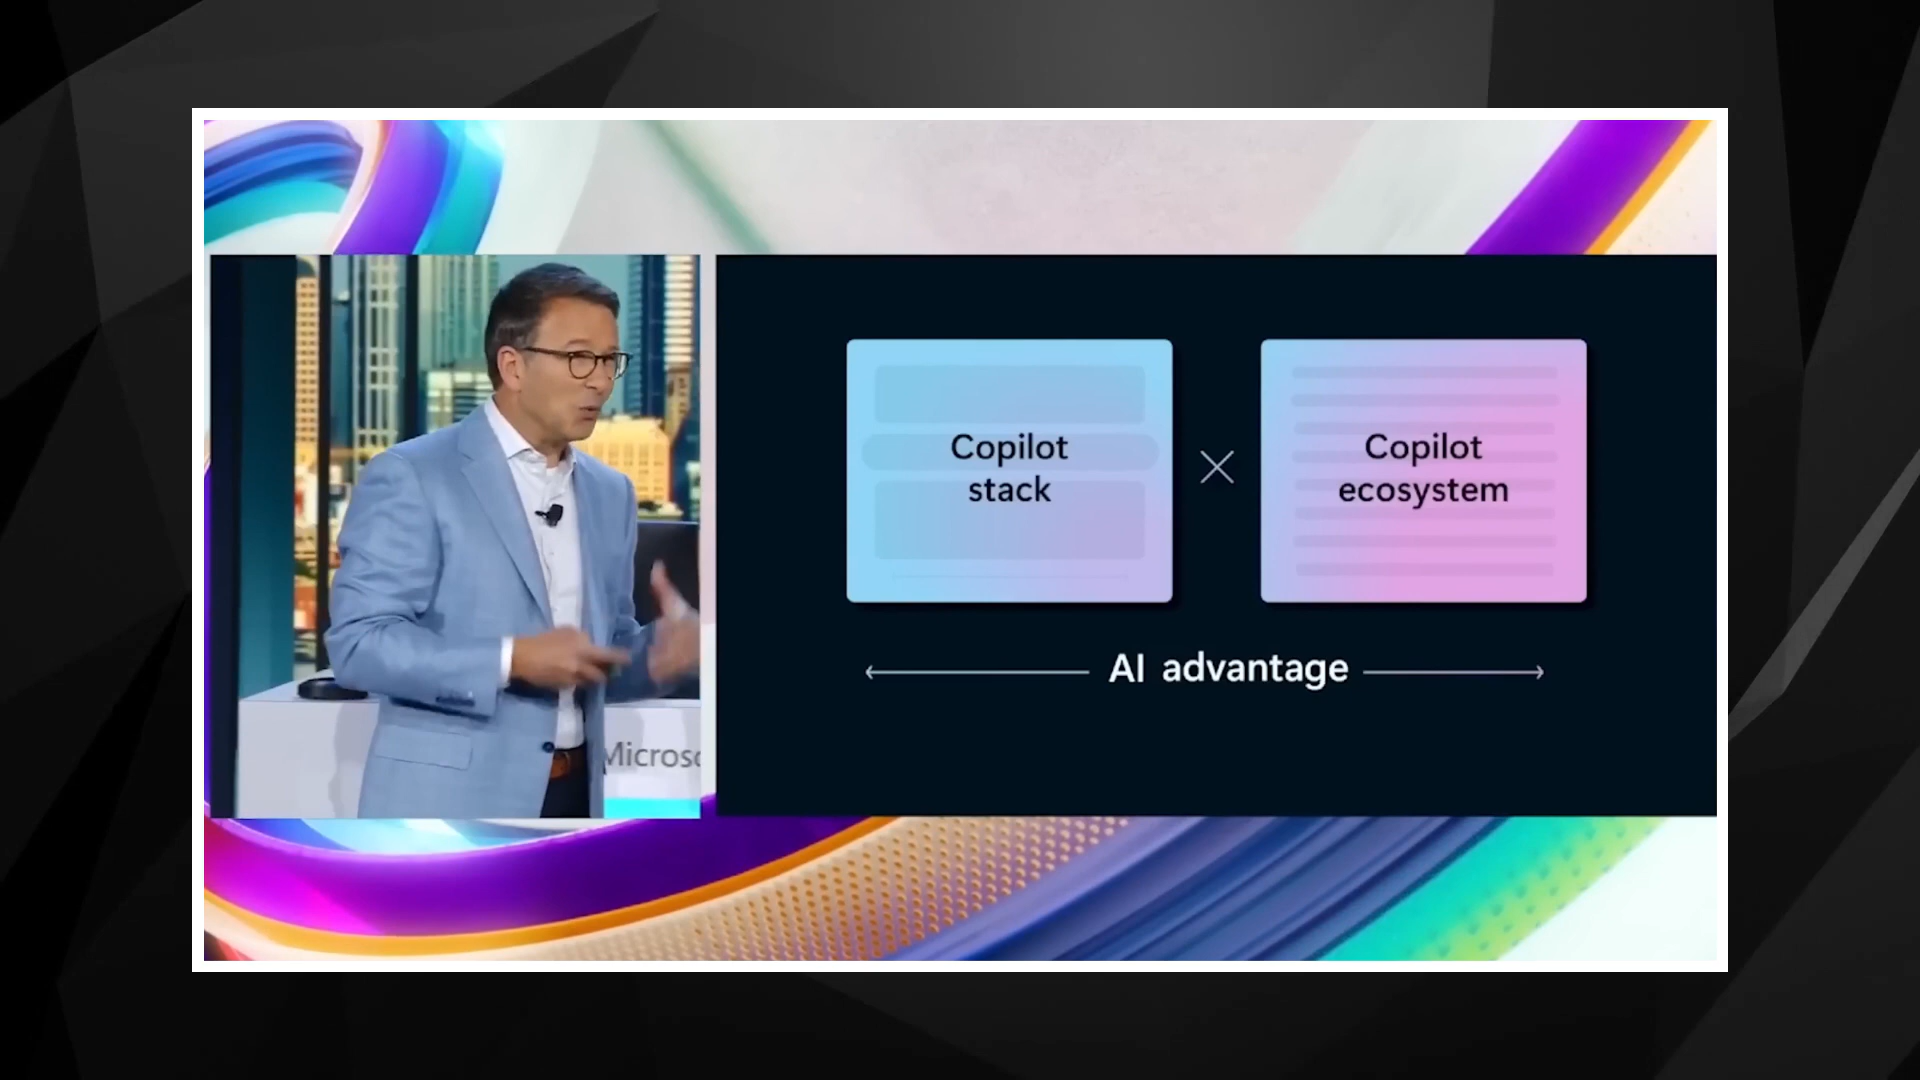 Copilot
stack
Copilot
ecosystem
AI advantage
Microso